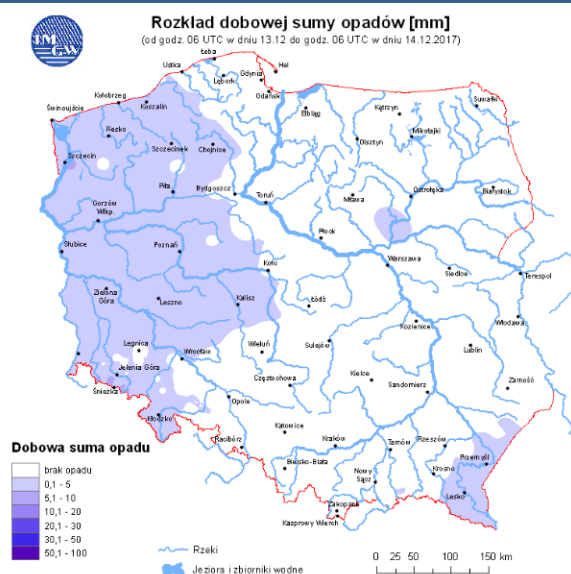 IM
GW
Rozkład dobowej sumy opadów [mm]
(od godz. 06 UTC w dniu 13.12 do godz. 06 UTC w dniu 14.12.2017)
Łeba
Ustka
Hel
Lębork
Gdynia
Gdańsk
Kołobrzeg
Koszalin
Świnoujście
Elbląg
Kętrzyn
Suwałki
Resko
Mikołajki
Olsztyn
Szczecinek
Chojnice
Szczecin
Piła
Bydgoszcz
Toruń
Mława
Ostrołęka
Białystok
Gorzów
Wlkp.
Płock
Słubice
Poznań
Warszawa
Koło
Siedlce
Terespol
Zielona
Góra
Leszno
Kalisz
Łódź
Kozienice
Włodawa
Legnica
Wrocław
Wieluń
Sulejów
Lublin
Jelenia Góra
Śnieżka
Częstochowa
Kielce
Sandomierz
Zamość
Opole
Kłodzko
Katowice
Racibórz
Kraków
Tarnów
Rzeszów
Przemyśl
Bielsko-Biała
Nowy
Sącz
Krosno
Lesko
Zakopane
Kasprowy Wierch
Dobowa suma opadu
brak opadu
0,1 - 5
5,1 - 10
10,1 - 20
20,1 - 30
30,1 - 50
50,1 - 100
Rzeki
Jeziora i zbiorniki wodne
0 25 50 100 150 km